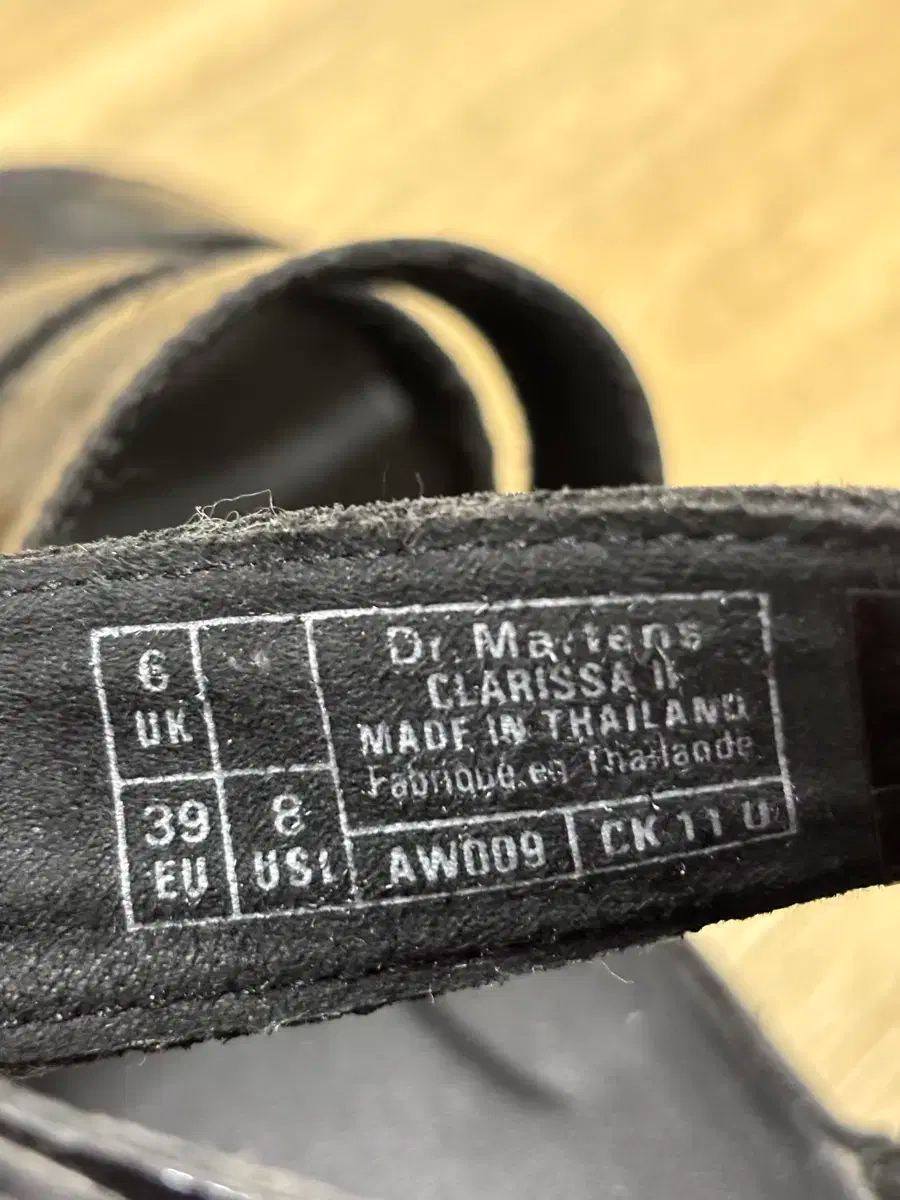 6
UK
39
EU
8
USL
Dr. Martens
CLARISSA II
MADE IN THAILAND
Fabriqué en Thaïlande
AW009
CK 11 U